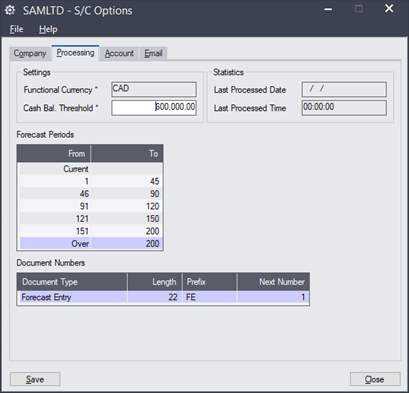 SAMLTD - S/C Options
File Help
Company Processing Account Email
Settings
Functional Currency * CAD
Cash Bal. Threshold * 500,000.00
Statistics
Last Processed Date / /
Last Processed Time 00:00:00
Forecast Periods
From To
Current
1 45
46 90
91 120
121 150
151 200
Over 200
Document Numbers
Document Type Length Prefix Next Number
Forecast Entry 22 FE 1
Save Close